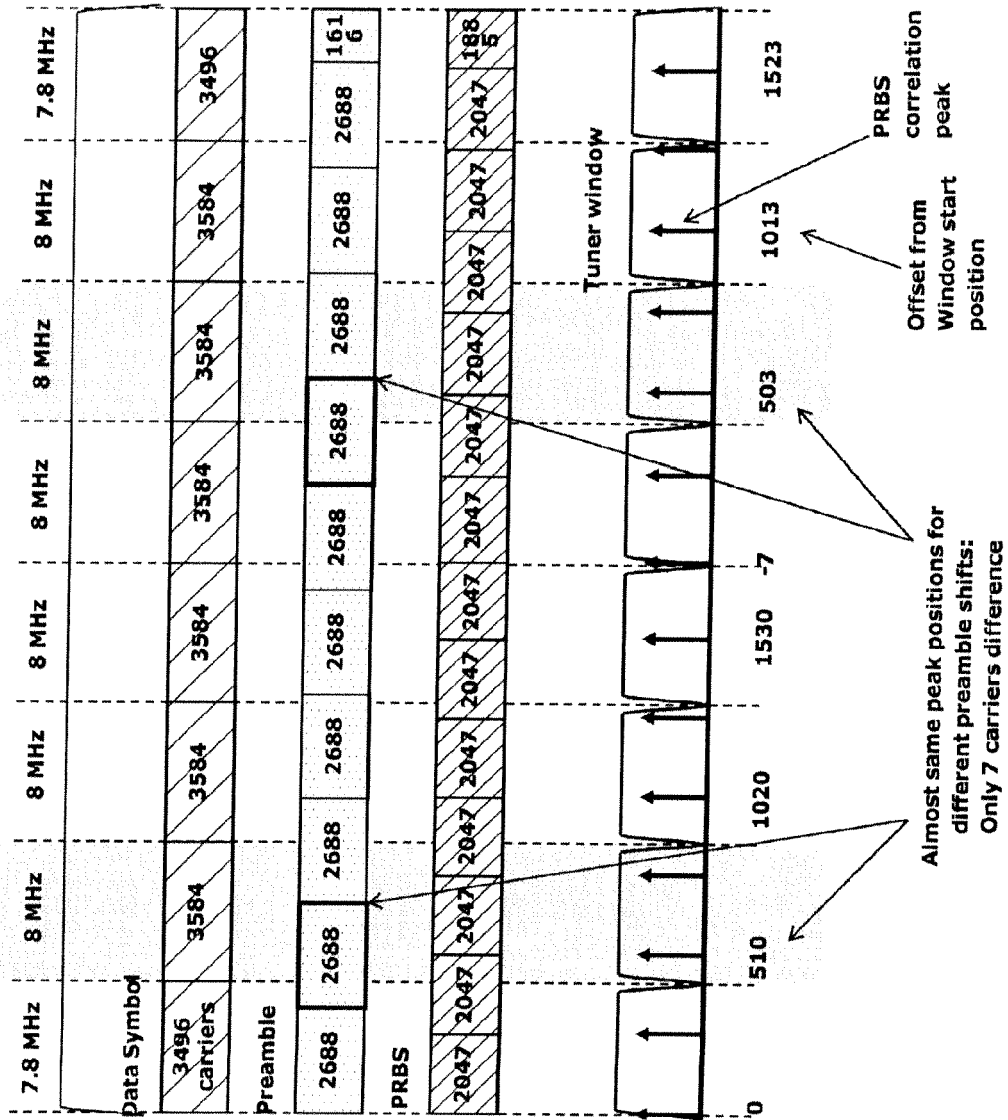 7.8 MHz 8 MHz 8 MHz 8 MHz 8 MHz 8 MHz 8 MHz 7.8 MHz
Data Symbol
3496
carriers
3584 3584 3584 3584 3584 3584 3496
Preamble
2688 2688 2688 2688 2688 2688 2688 2688 2688 2688 161
6
PRBS
2047 2047 2047 2047 2047 2047 2047 2047 2047 2047 2047 2047 2047 188
5
Tuner window
0 510 1020 1530 -7 503 1013 1523
PRBS
correlation
peak
Offset from
Window start
position
Almost same peak positions for
different preamble shifts:
Only 7 carriers difference